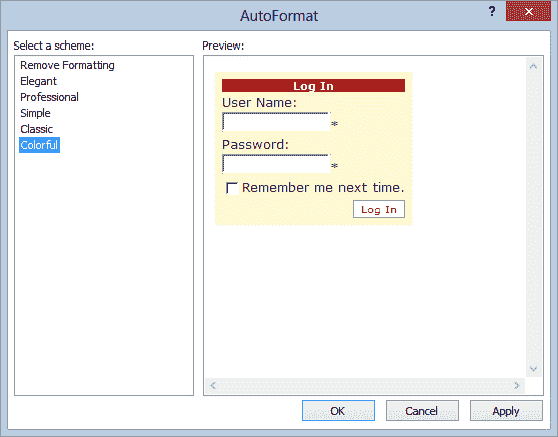 AutoFormat
?
Select a scheme:
Remove Formatting
Elegant
Professional
Simple
Classic
Colorful
Preview:
Log In
User Name:
*
Password:
*
Remember me next time.
Log In
OK
Cancel
Apply